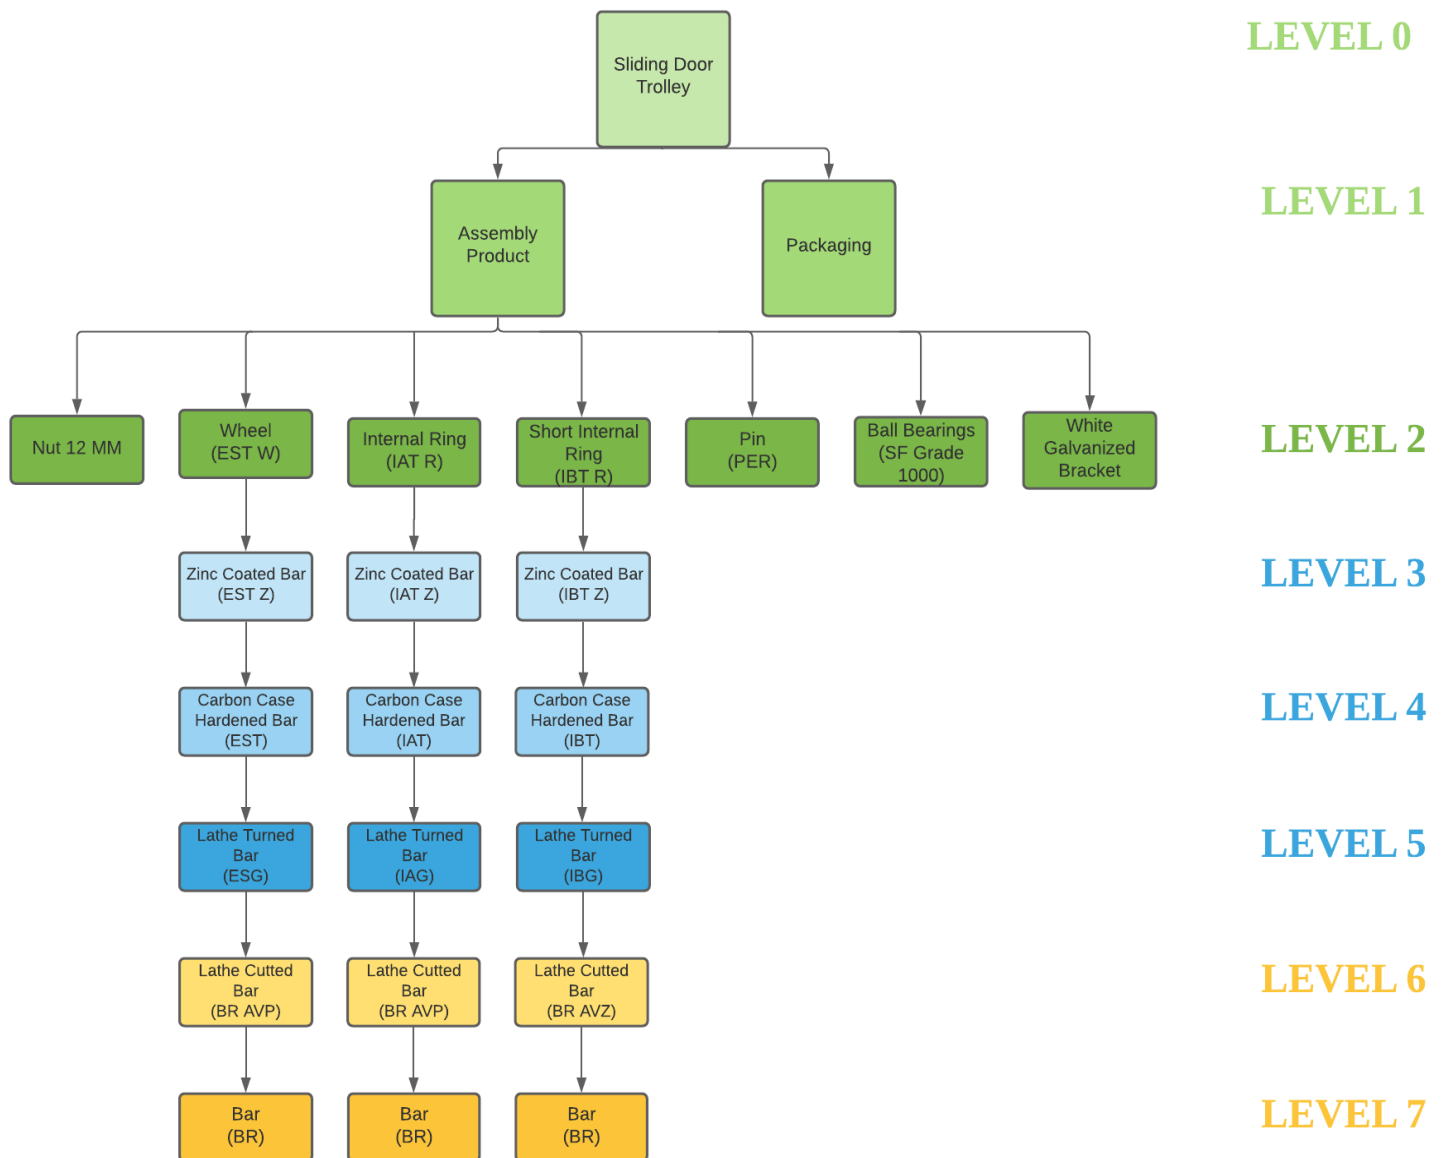 Sliding Door
Trolley
LEVEL 0
Assembly
Product
Packaging
LEVEL 1
Nut 12 MM
Wheel
(EST W)
Internal Ring
(IAT R)
Short Internal
Ring
(IBT R)
Pin
(PER)
Ball Bearings
(SF Grade
1000)
White
Galvanized
Bracket
LEVEL 2
Zinc Coated Bar
(EST Z)
Zinc Coated Bar
(IAT Z)
Zinc Coated Bar
(IBT Z)
LEVEL 3
Carbon Case
Hardened Bar
(EST)
Carbon Case
Hardened Bar
(IAT)
Carbon Case
Hardened Bar
(IBT)
LEVEL 4
Lathe Turned
Bar
(ESG)
Lathe Turned
Bar
(IAG)
Lathe Turned
Bar
(IBG)
LEVEL 5
Lathe Cutted
Bar
(BR AVP)
Lathe Cutted
Bar
(BR AVP)
Lathe Cutted
Bar
(BR AVZ)
LEVEL 6
Bar
(BR)
Bar
(BR)
Bar
(BR)
LEVEL 7